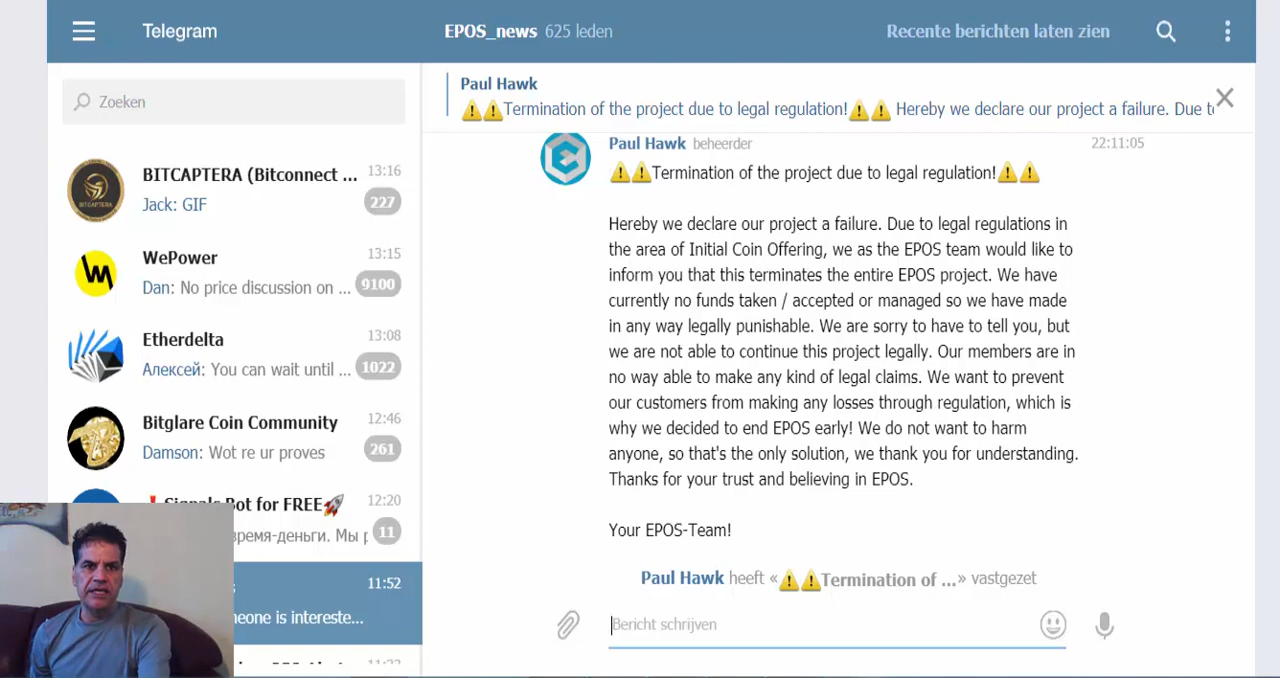 Telegram
EPOS_news 625 leden
Recente berichten laten zien
Zoeken
Paul Hawk
⚠️⚠️Termination of the project due to legal regulation!⚠️⚠️ Hereby we declare our project a failure. Due
BITCAPTERA (Bitconnect ... 13:16
Jack: GIF 227
WePower 13:15
Dan: No price discussion on ... 9100
Etherdelta 13:08
Алексей: You can wait until ... 1022
Bitglare Coin Community 12:46
Damson: Wot re ur proves 261
❗Signals Bot for FREE🚀 12:20
время-деньги. Мы 11
11:52
is intereste...
Paul Hawk beheerder 22:11:05
⚠️⚠️Termination of the project due to legal regulation!⚠️⚠️
Hereby we declare our project a failure. Due to legal regulations in
the area of Initial Coin Offering, we as the EPOS team would like to
inform you that this terminates the entire EPOS project. We have
currently no funds taken / accepted or managed so we have made
in any way legally punishable. We are sorry to have to tell you, but
we are not able to continue this project legally. Our members are in
no way able to make any kind of legal claims. We want to prevent
our customers from making any losses through regulation, which is
why we decided to end EPOS early! We do not want to harm
anyone, so that's the only solution, we thank you for understanding.
Thanks for your trust and believing in EPOS.
Your EPOS-Team!
Paul Hawk heeft «⚠️⚠️Termination of ...» vastgezet
Bericht schrijven